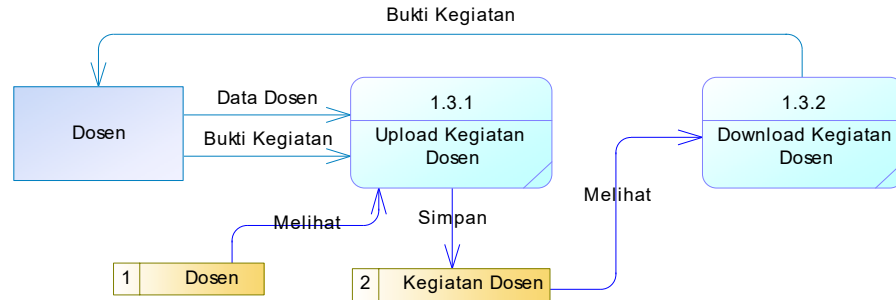 Bukti Kegiatan
Dosen
Data Dosen
Bukti Kegiatan
1.3.1
Upload Kegiatan
Dosen
1.3.2
Download Kegiatan
Dosen
Melihat
Simpan
Melihat
1 Dosen
2 Kegiatan Dosen